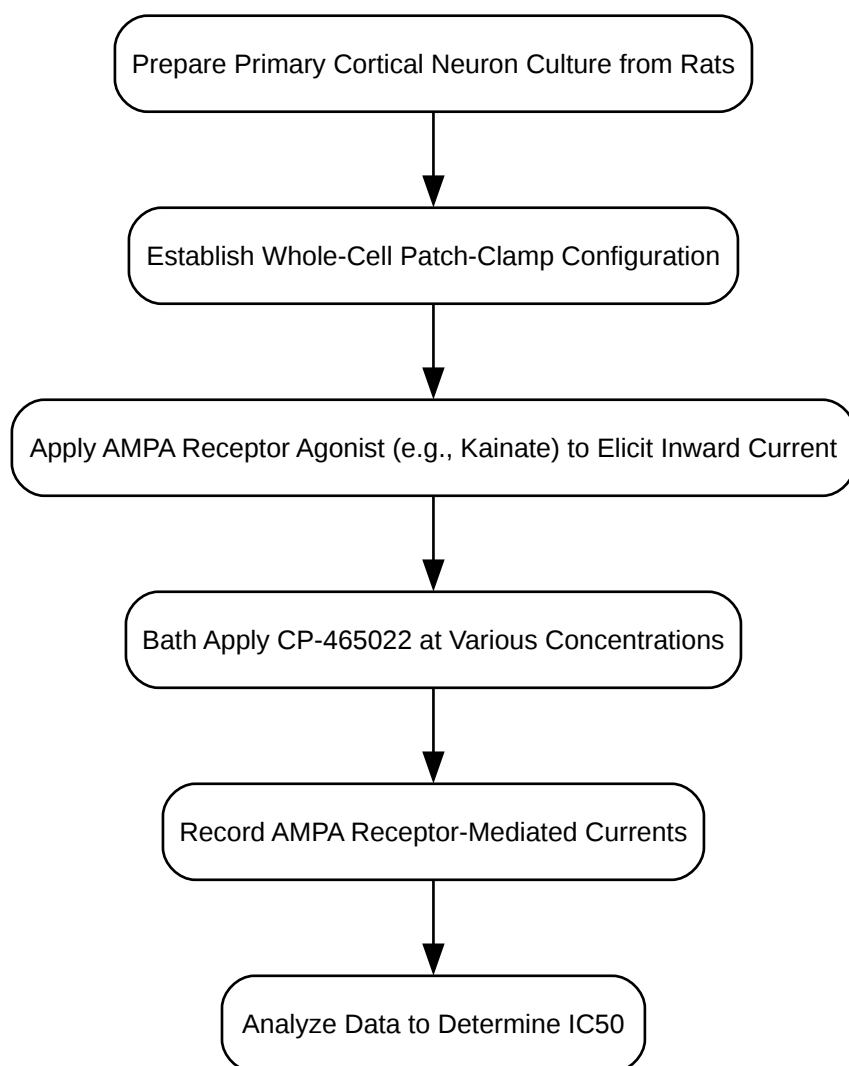 Prepare Primary Cortical Neuron Culture from Rats
Establish Whole-Cell Patch-Clamp Configuration
Apply AMPA Receptor Agonist (e.g., Kainate) to Elicit Inward Current
Bath Apply CP-465022 at Various Concentrations
Record AMPA Receptor-Mediated Currents
Analyze Data to Determine IC50